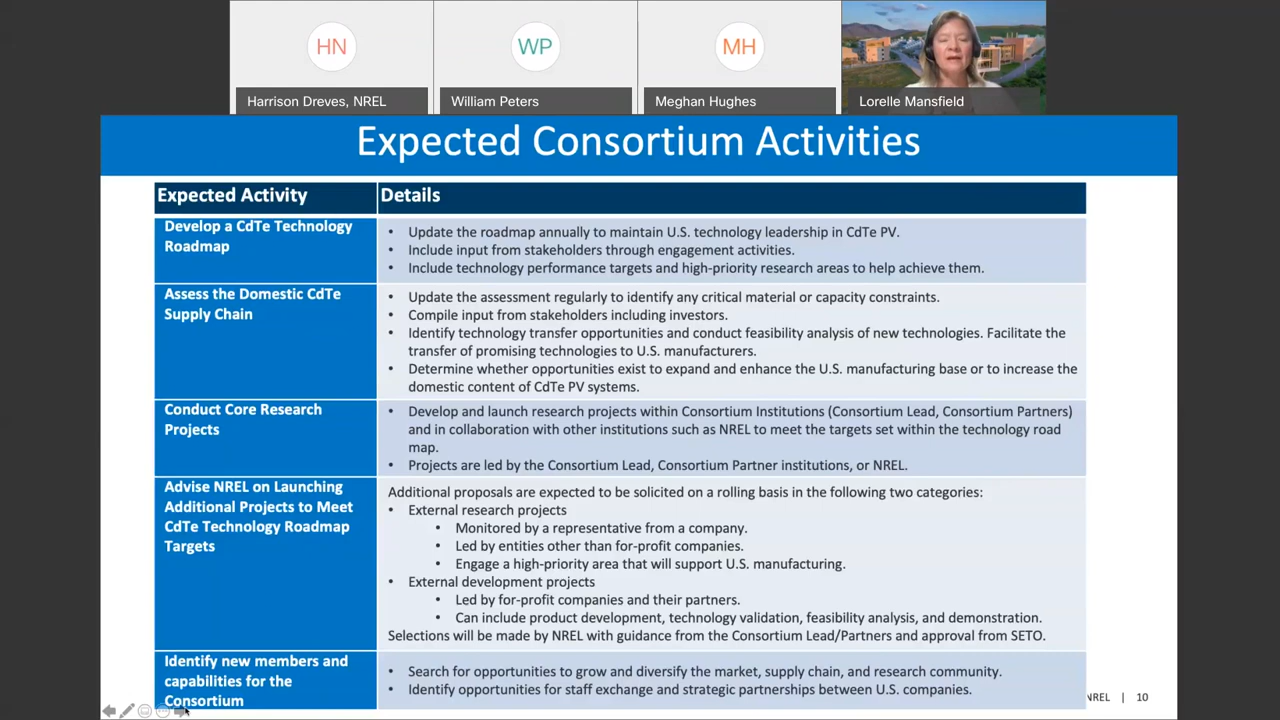 HN
WP
MH
Harrison Dreves, NREL
William Peters
Meghan Hughes
Lorelle Mansfield
Expected Consortium Activities
Expected Activity
Details
Develop a CdTe Technology
Roadmap
• Update the roadmap annually to maintain U.S. technology leadership in CdTe PV.
• Include input from stakeholders through engagement activities.
• Include technology performance targets and high-priority research areas to help achieve them.
Assess the Domestic CdTe
Supply Chain
• Update the assessment regularly to identify any critical material or capacity constraints.
• Compile input from stakeholders including investors.
• Identify technology transfer opportunities and conduct feasibility analysis of new technologies. Facilitate the
transfer of promising technologies to U.S. manufacturers.
• Determine whether opportunities exist to expand and enhance the U.S. manufacturing base or to increase the
domestic content of CdTe PV systems.
Conduct Core Research
Projects
• Develop and launch research projects within Consortium Institutions (Consortium Lead, Consortium Partners)
and in collaboration with other institutions such as NREL to meet the targets set within the technology road
map.
• Projects are led by the Consortium Lead, Consortium Partner institutions, or NREL.
Advise NREL on Launching
Additional Projects to Meet
CdTe Technology Roadmap
Targets
Additional proposals are expected to be solicited on a rolling basis in the following two categories:
• External research projects
• Monitored by a representative from a company.
• Led by entities other than for-profit companies.
• Engage a high-priority area that will support U.S. manufacturing.
• External development projects
• Led by for-profit companies and their partners.
• Can include product development, technology validation, feasibility analysis, and demonstration.
Selections will be made by NREL with guidance from the Consortium Lead/Partners and approval from SETO.
Identify new members and
capabilities for the
Consortium
• Search for opportunities to grow and diversify the market, supply chain, and research community.
• Identify opportunities for staff exchange and strategic partnerships between U.S. companies.
NREL | 10